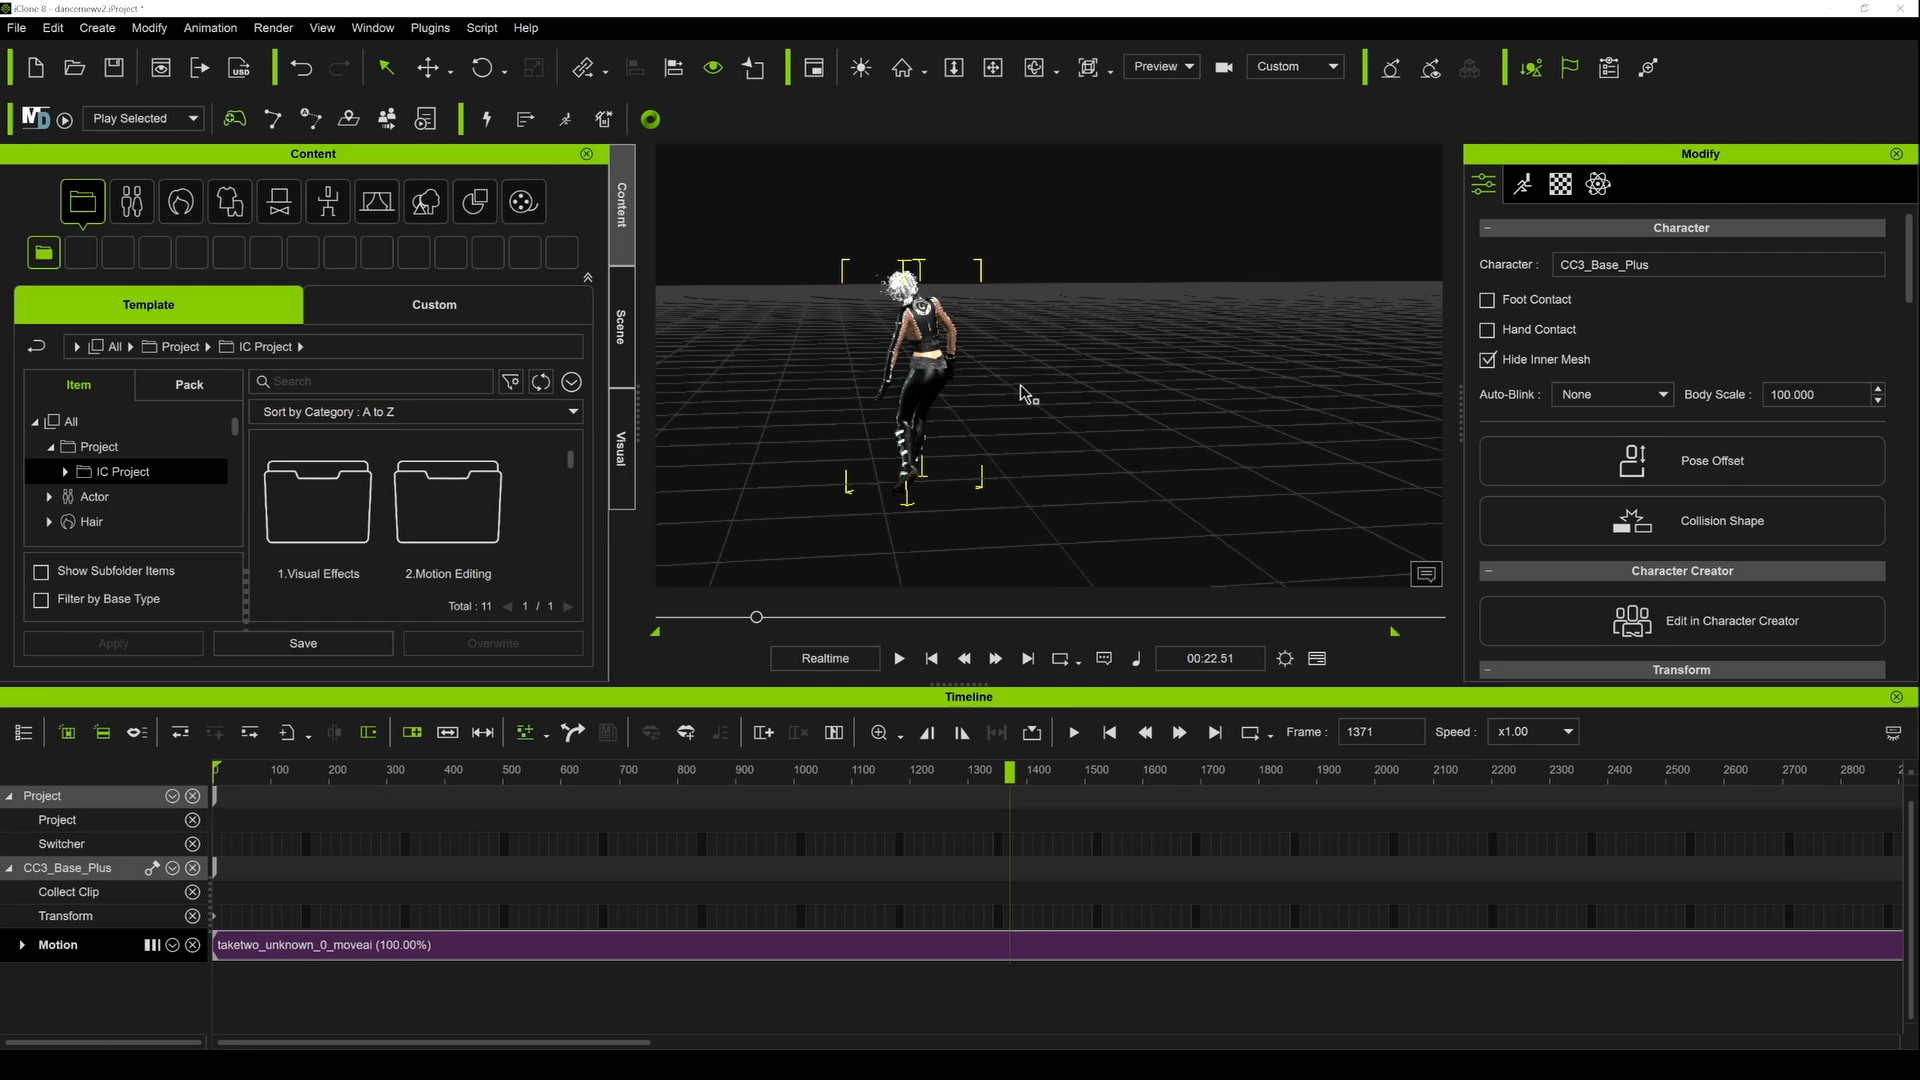 iClone 8 - dancernewv2.iProject *
File Edit Create Modify Animation Render View Window Plugins Script Help
USD Preview Custom
MD Play Selected
Content
Template Custom
All Project IC Project
Item Pack
Search
Sort by Category : A to Z
All
Project
IC Project
Actor
Hair
Show Subfolder Items
Filter by Base Type
1.Visual Effects 2.Motion Editing
Total : 11 1 / 1
Apply Save Overwrite
Content
Scene
Visual
Realtime 00:22.51
Modify
Character
Character : CC3_Base_Plus
Foot Contact
Hand Contact
Hide Inner Mesh
Auto-Blink : None Body Scale : 100.000
Pose Offset
Collision Shape
Character Creator
Edit in Character Creator
Transform
Timeline
Frame : 1371 Speed : x1.00
0 100 200 300 400 500 600 700 800 900 1000 1100 1200 1300 1400 1500 1600 1700 1800 1900 2000 2100 2200 2300 2400 2500 2600 2700 2800
Project
Project
Switcher
CC3_Base_Plus
Collect Clip
Transform
Motion taketwo_unknown_0_moveai (100.00%)